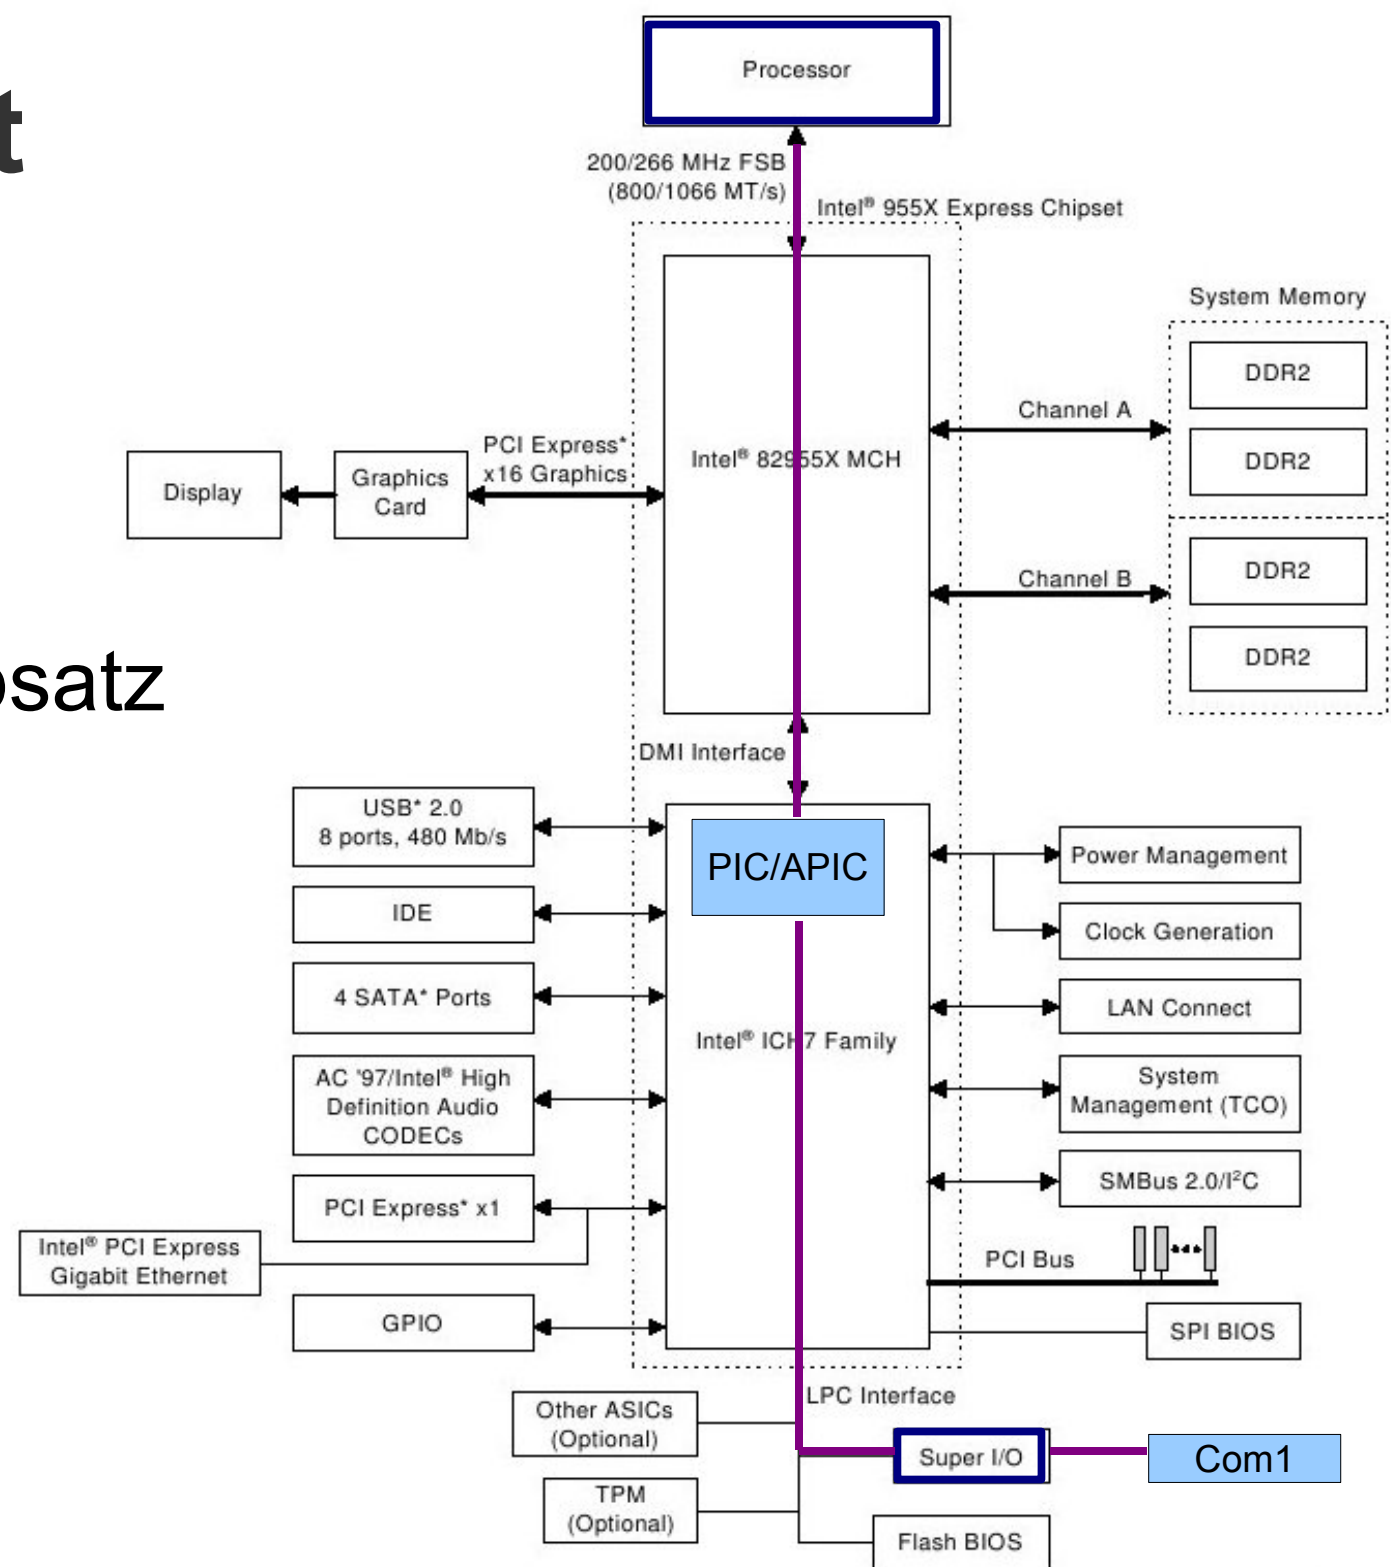 t
Processor
200/266 MHz FSB
(800/1066 MT/s)
Intel® 955X Express Chipset
System Memory
DDR2
Channel A
DDR2
PCI Express*
x16 Graphics
Display
Graphics
Card
Intel® 82955X MCH
DDR2
Channel B
DDR2
satz
DMI Interface
USB* 2.0
8 ports, 480 Mb/s
PIC/APIC
Power Management
IDE
Clock Generation
4 SATA* Ports
LAN Connect
Intel® ICH7 Family
AC '97/Intel® High
Definition Audio
CODECs
System
Management (TCO)
PCI Express* x1
SMBus 2.0/I²C
Intel® PCI Express
Gigabit Ethernet
PCI Bus
GPIO
SPI BIOS
LPC Interface
Other ASICs
(Optional)
Super I/O
Com1
TPM
(Optional)
Flash BIOS